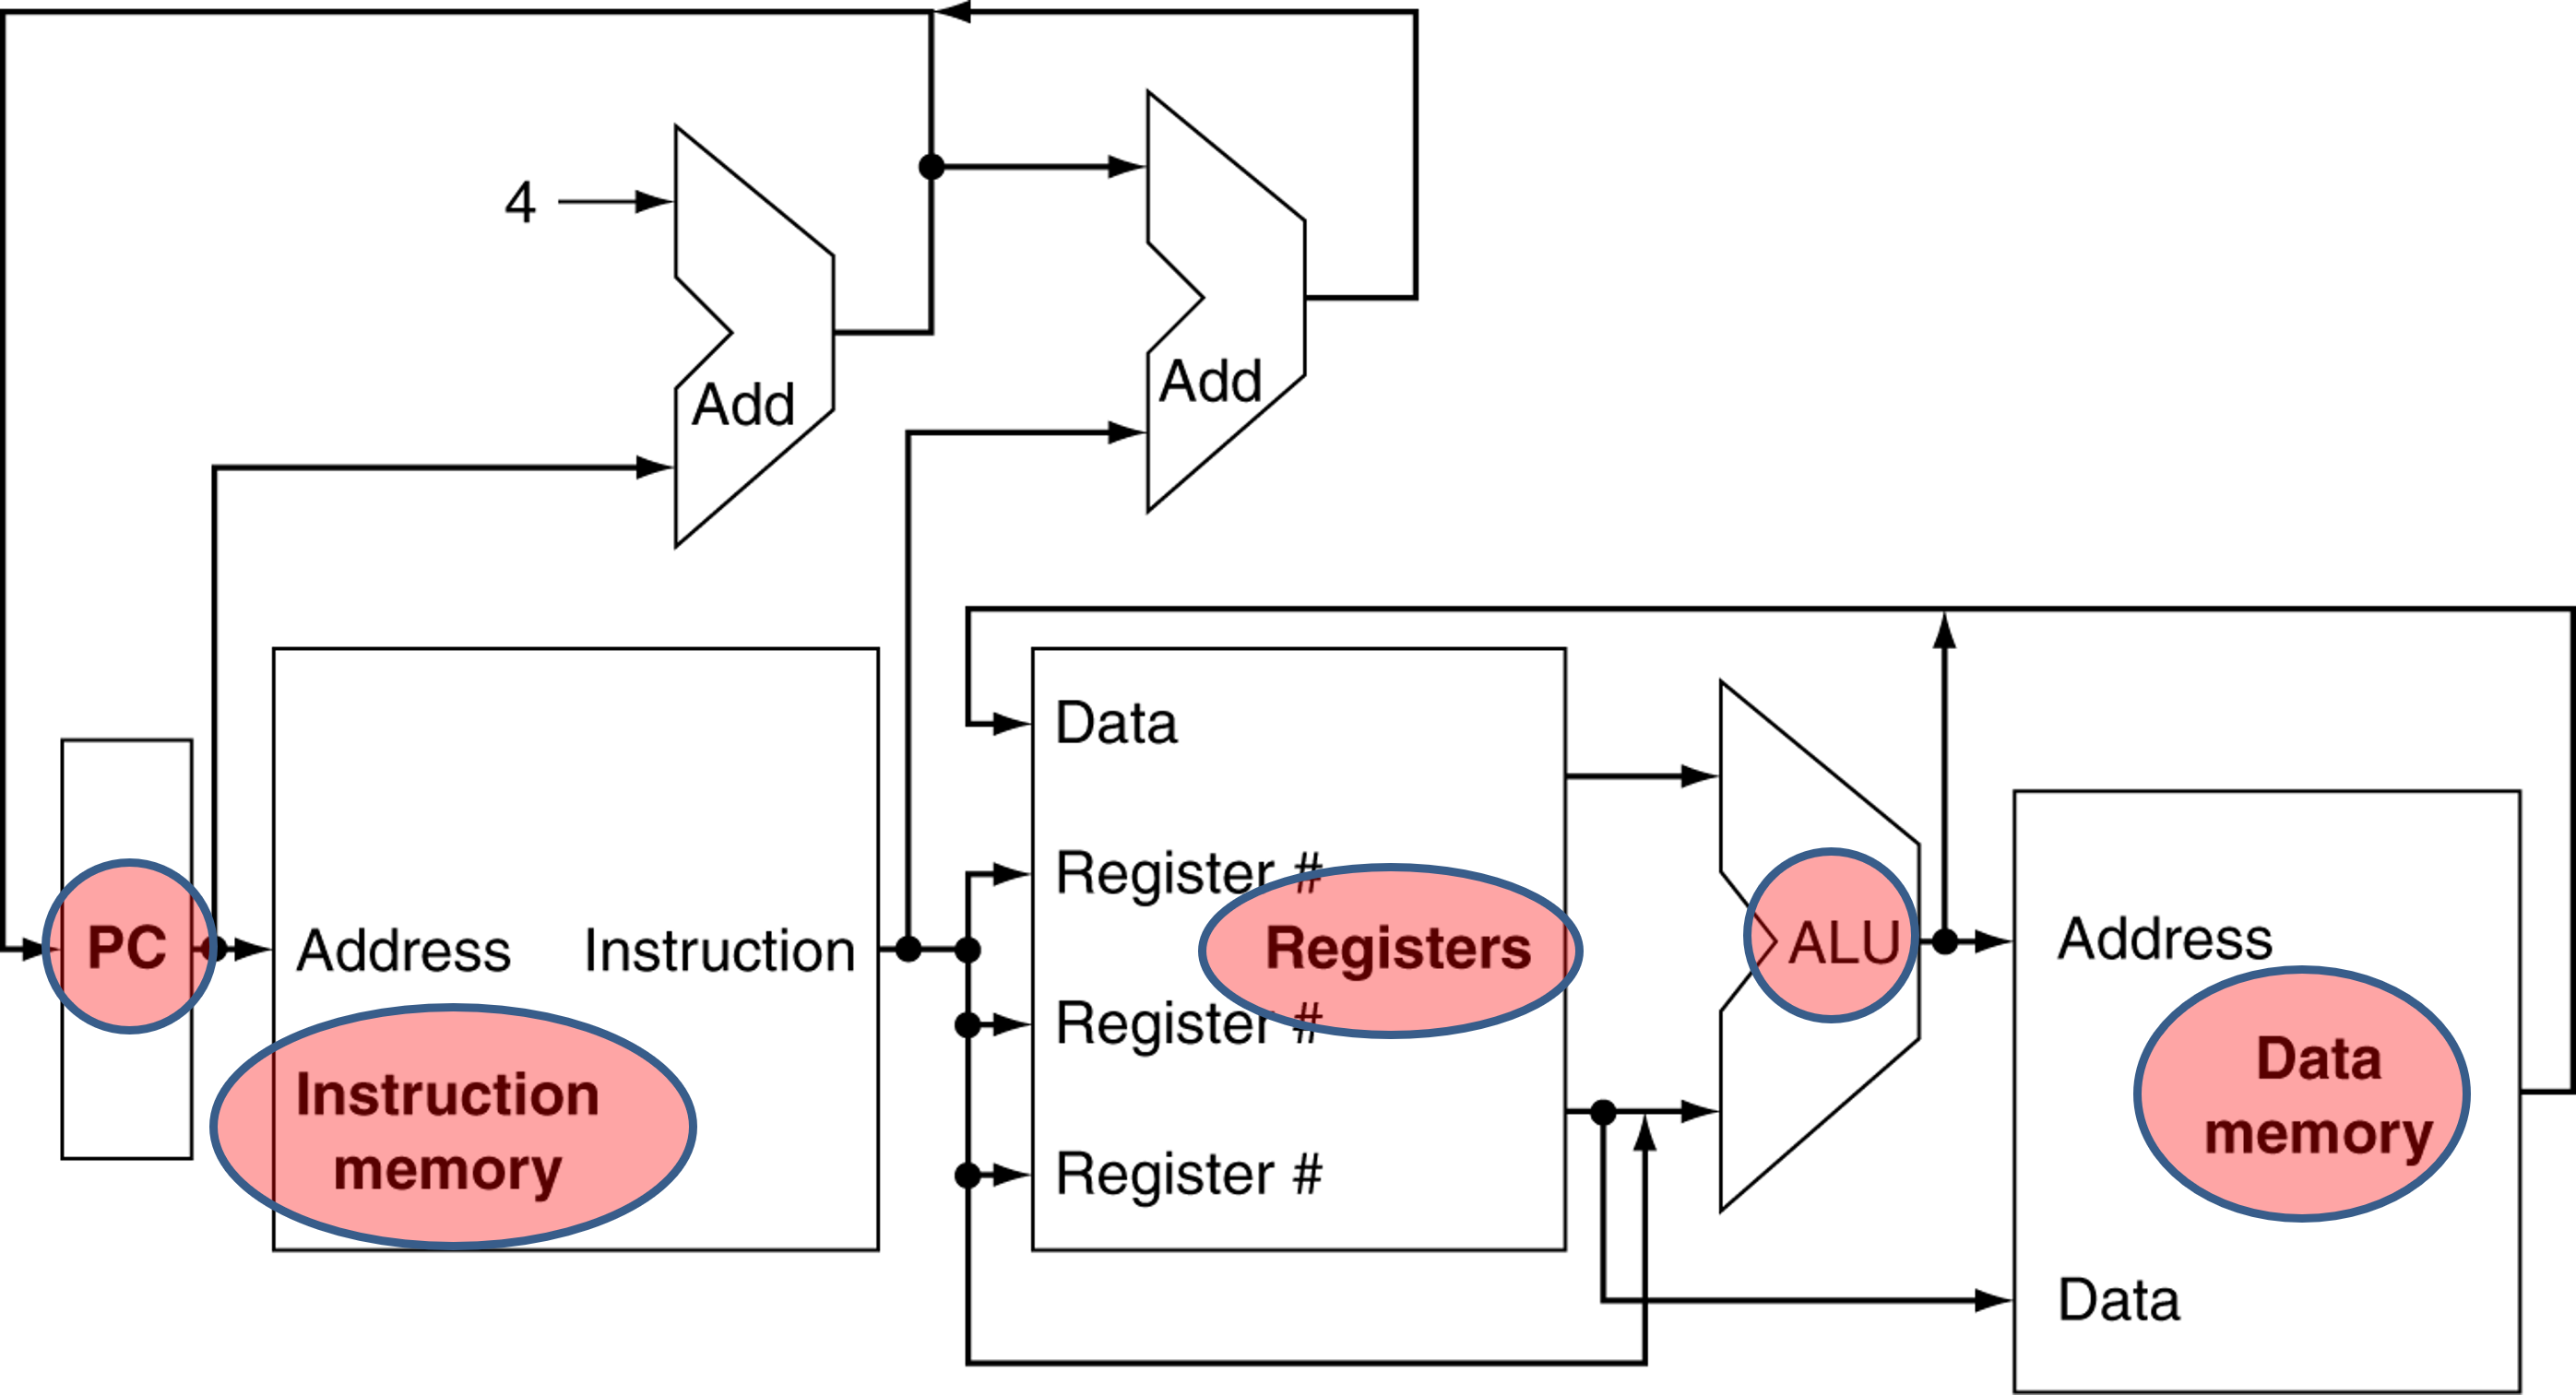 4
Add
Add
Data
Register #
PC
Address
Instruction
Registers
ALU
Address
Register #
Instruction
memory
Data
memory
Register #
Data